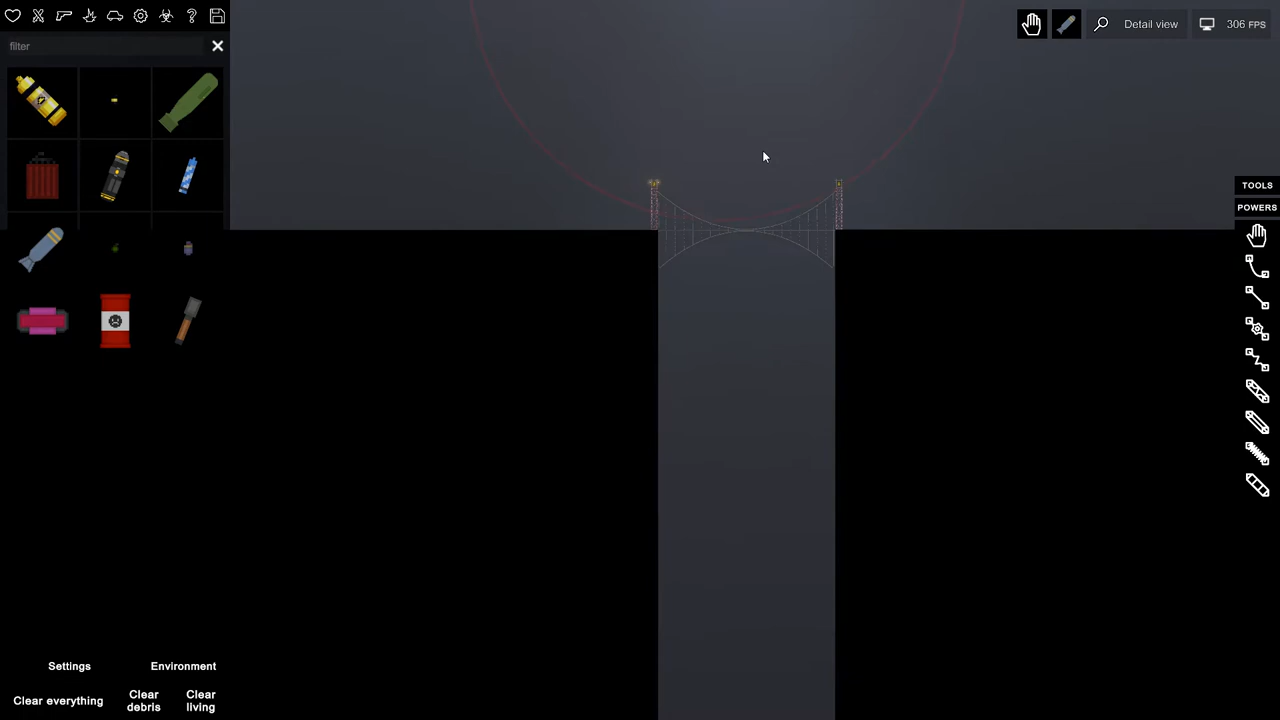 filter
Detail view
306 FPS
TOOLS
POWERS
Settings
Environment
Clear everything
Clear
debris
Clear
living